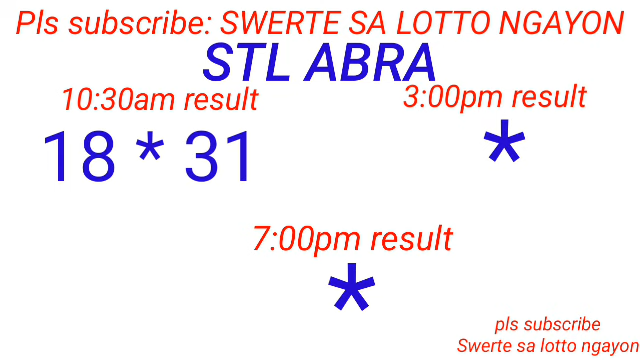 Pls subscribe: SWERTE SA LOTTO NGAYON
STL ABRA
10:30am result
18 * 31
3:00pm result
*
7:00pm result
*
pls subscribe
Swerte sa lotto ngayon